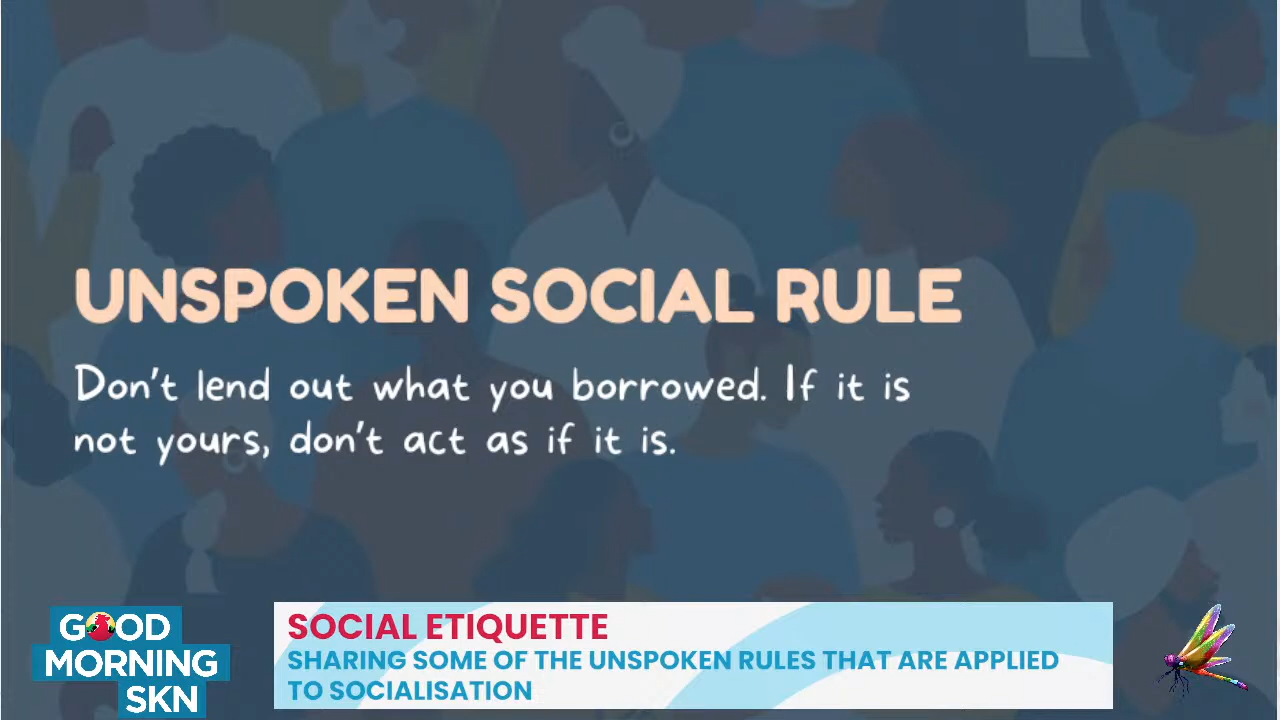 UNSPOKEN SOCIAL RULE
Don't lend out what you borrowed. If it is
not yours, don't act as if it is.
GOOD
MORNING
SKN
SOCIAL ETIQUETTE
SHARING SOME OF THE UNSPOKEN RULES THAT ARE APPLIED
TO SOCIALISATION